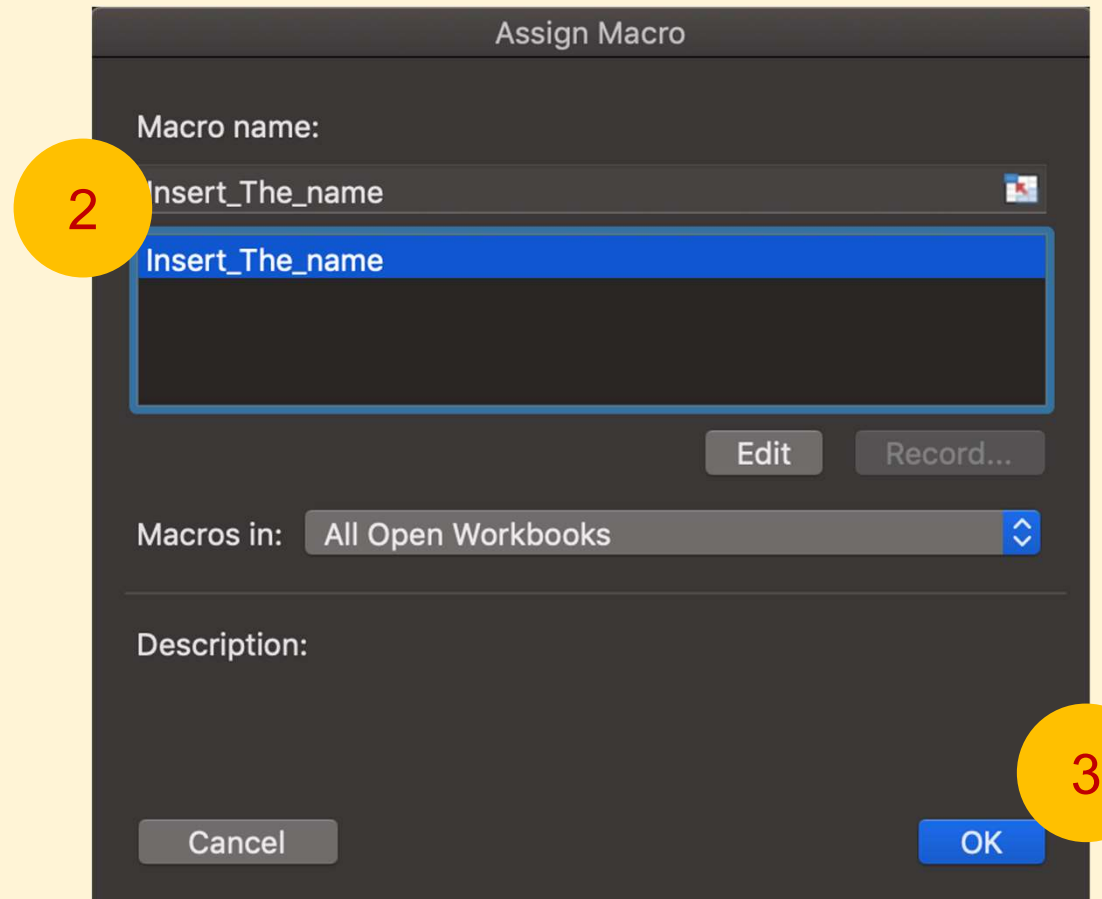 Assign Macro
Macro name:
2
Insert_The_name
Insert_The_name
Edit Record...
Macros in: All Open Workbooks
Description:
3
Cancel OK